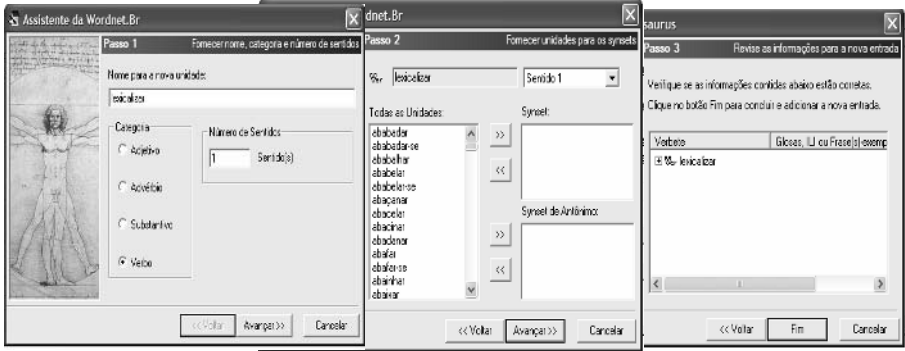 Assistente da Wordnet.Br
Passo 1 Fornecer nome, categoria e número de sentidos
Nome para a nova unidade:
lexicalizar
Categoria
Adjetivo
Advérbio
Substantivo
Verbo
Número de Sentidos
1 Sentido(s)
<< Voltar Avançar >> Cancelar
dnet.Br
Passo 2 Fornecer unidades para os synsets
lexicalizar Sentido 1
Todas as Unidades:
ababadar
ababadar-se
ababalhar
ababelar
ababelar-se
abaçanar
abacelar
abacinar
abadanar
abafar
abafar-se
abainhar
abaixar
>>
<<
>>
<<
Synset:
Synset de Antônimo:
<< Voltar Avançar >> Cancelar
saurus
Passo 3 Revise as informações para a nova entrada
Verifique se as informações contidas abaixo estão corretas.
Clique no botão Fim para concluir e adicionar a nova entrada.
Verbete Glosas, ILI ou Frase(s)-exemp
lexicalizar
<< Voltar Fim Cancelar